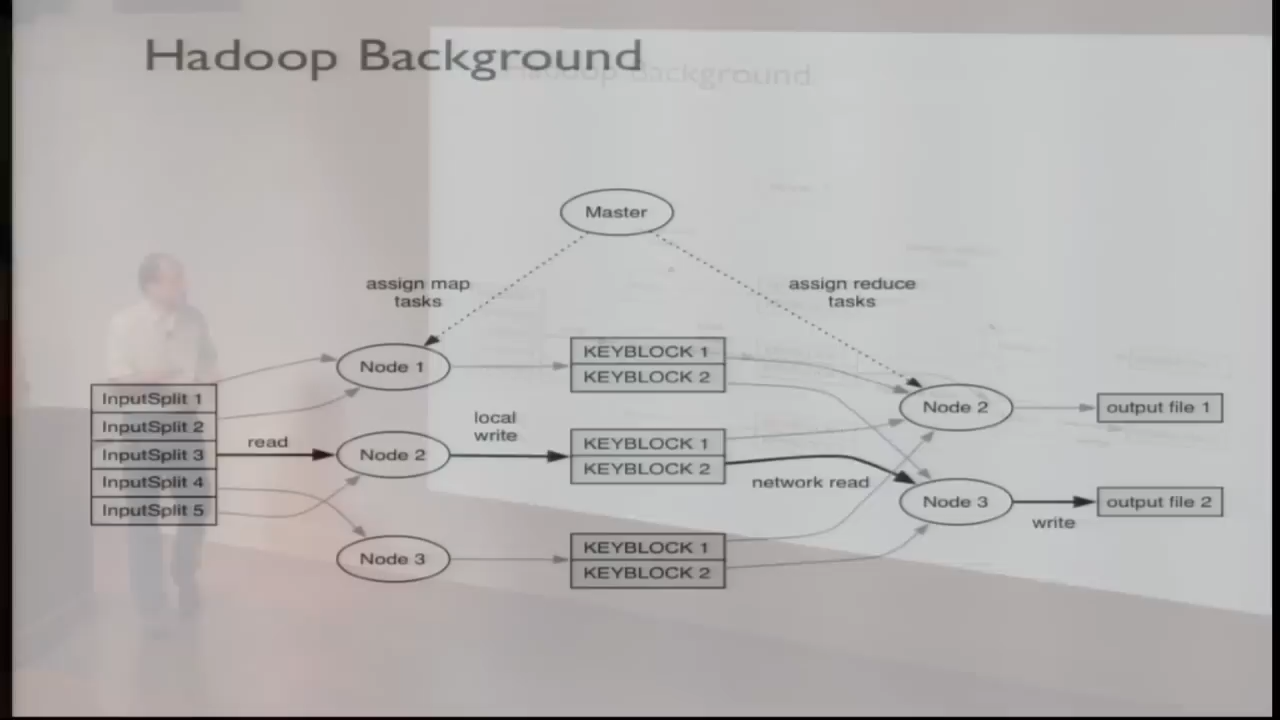 Hadoop Background
Hadoop Background
Master
assign map
tasks
assign reduce
tasks
Node 1
KEYBLOCK 1
KEYBLOCK 2
InputSplit 1
InputSplit 2
InputSplit 3
InputSplit 4
InputSplit 5
read
Node 2
local
write
KEYBLOCK 1
KEYBLOCK 2
network read
Node 2
output file 1
Node 3
write
output file 2
Node 3
KEYBLOCK 1
KEYBLOCK 2